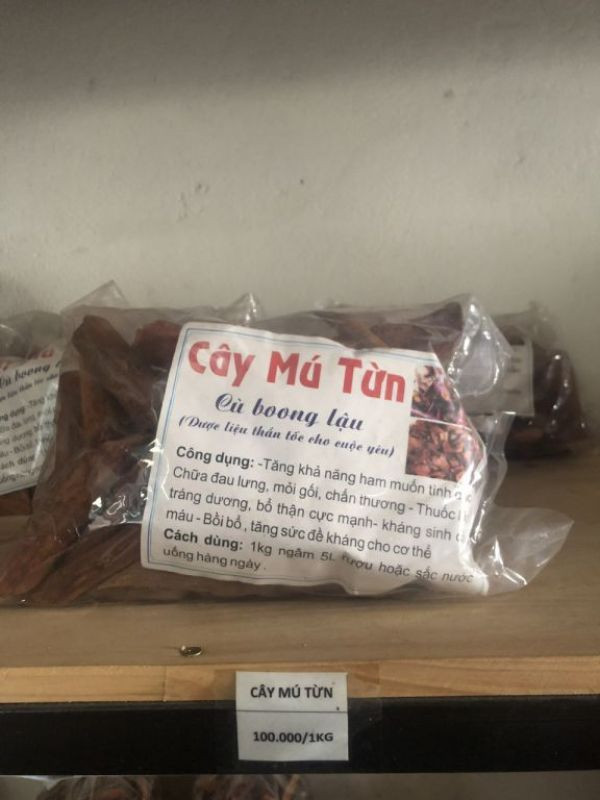 Cây Mú Từn
Củ boong lậu
(Dược liệu thần tốc cho cuộc yêu)
Công dụng: -Tăng khả năng ham muốn tình
Chữa đau lưng, mỏi gối, chấn thương - Thuốc
tráng dương, bổ thận cực mạnh- kháng sinh
máu - Bồi bổ, tăng sức đề kháng cho cơ thể
Cách dùng: 1kg ngâm 5L rượu hoặc sắc nước
uống hàng ngày.
CÂY MÚ TỪN
100.000/1KG